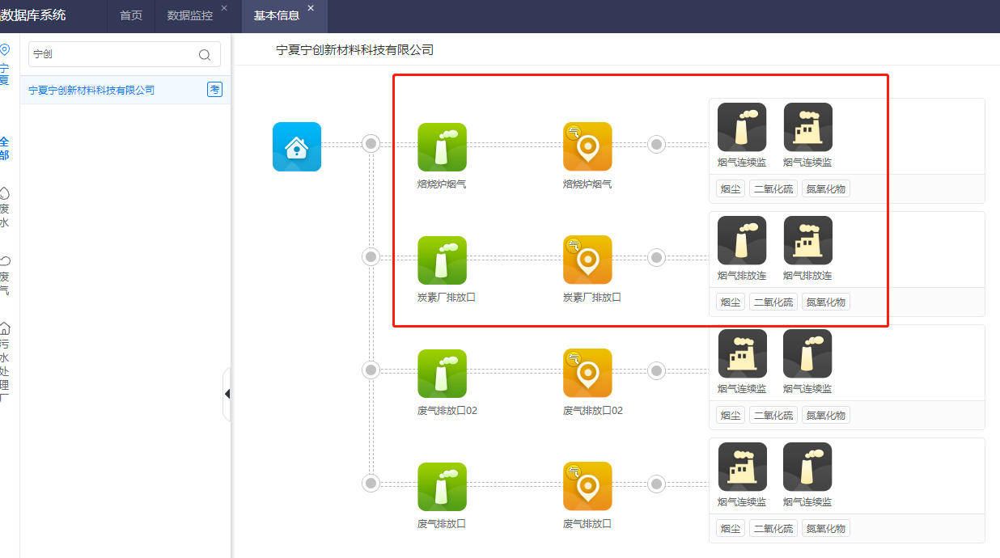 数据库系统
首页
数据监控
基本信息
宁夏
全部
废水
废气
污水处理厂
宁创
宁夏宁创新材料科技有限公司 考
宁夏宁创新材料科技有限公司
焙烧炉烟气
气
焙烧炉烟气
烟气连续监
烟气连续监
烟尘 二氧化硫 氮氧化物
炭素厂排放口
气
炭素厂排放口
烟气排放连
烟气排放连
烟尘 二氧化硫 氮氧化物
废气排放口02
气
废气排放口02
烟气连续监
烟气连续监
烟尘 二氧化硫 氮氧化物
废气排放口
气
废气排放口
烟气连续监
烟气连续监
烟尘 二氧化硫 氮氧化物